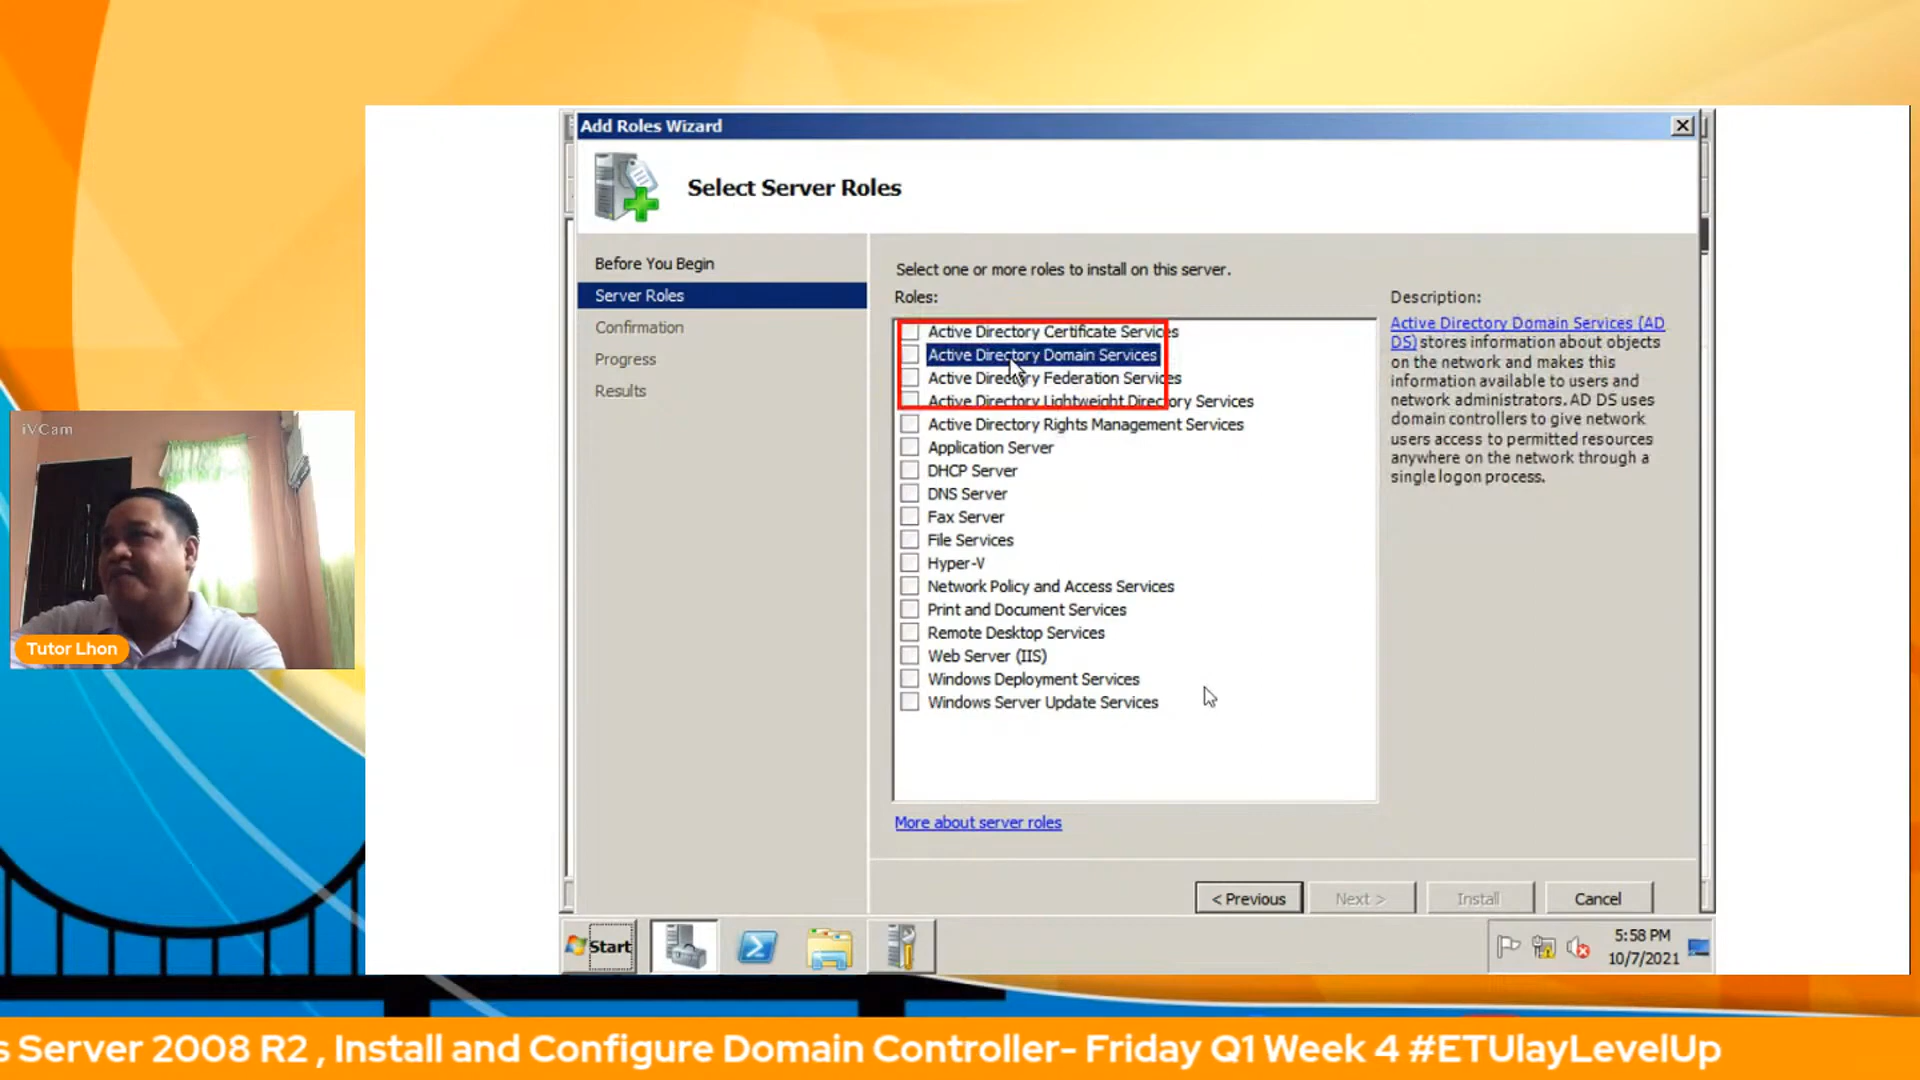 Add Roles Wizard
Select Server Roles
Before You Begin
Server Roles
Confirmation
Progress
Results
Select one or more roles to install on this server.
Roles:
Active Directory Certificate Services
Active Directory Domain Services
Active Directory Federation Services
Active Directory Lightweight Directory Services
Active Directory Rights Management Services
Application Server
DHCP Server
DNS Server
Fax Server
File Services
Hyper-V
Network Policy and Access Services
Print and Document Services
Remote Desktop Services
Web Server (IIS)
Windows Deployment Services
Windows Server Update Services
More about server roles
Description:
Active Directory Domain Services (AD
DS) stores information about objects
on the network and makes this
information available to users and
network administrators. AD DS uses
domain controllers to give network
users access to permitted resources
anywhere on the network through a
single logon process.
< Previous
Next >
Install
Cancel
Start
5:58 PM
10/7/2021
iVCam
Tutor Lhon
s Server 2008 R2 , Install and Configure Domain Controller- Friday Q1 Week 4 #ETUlayLevelUp